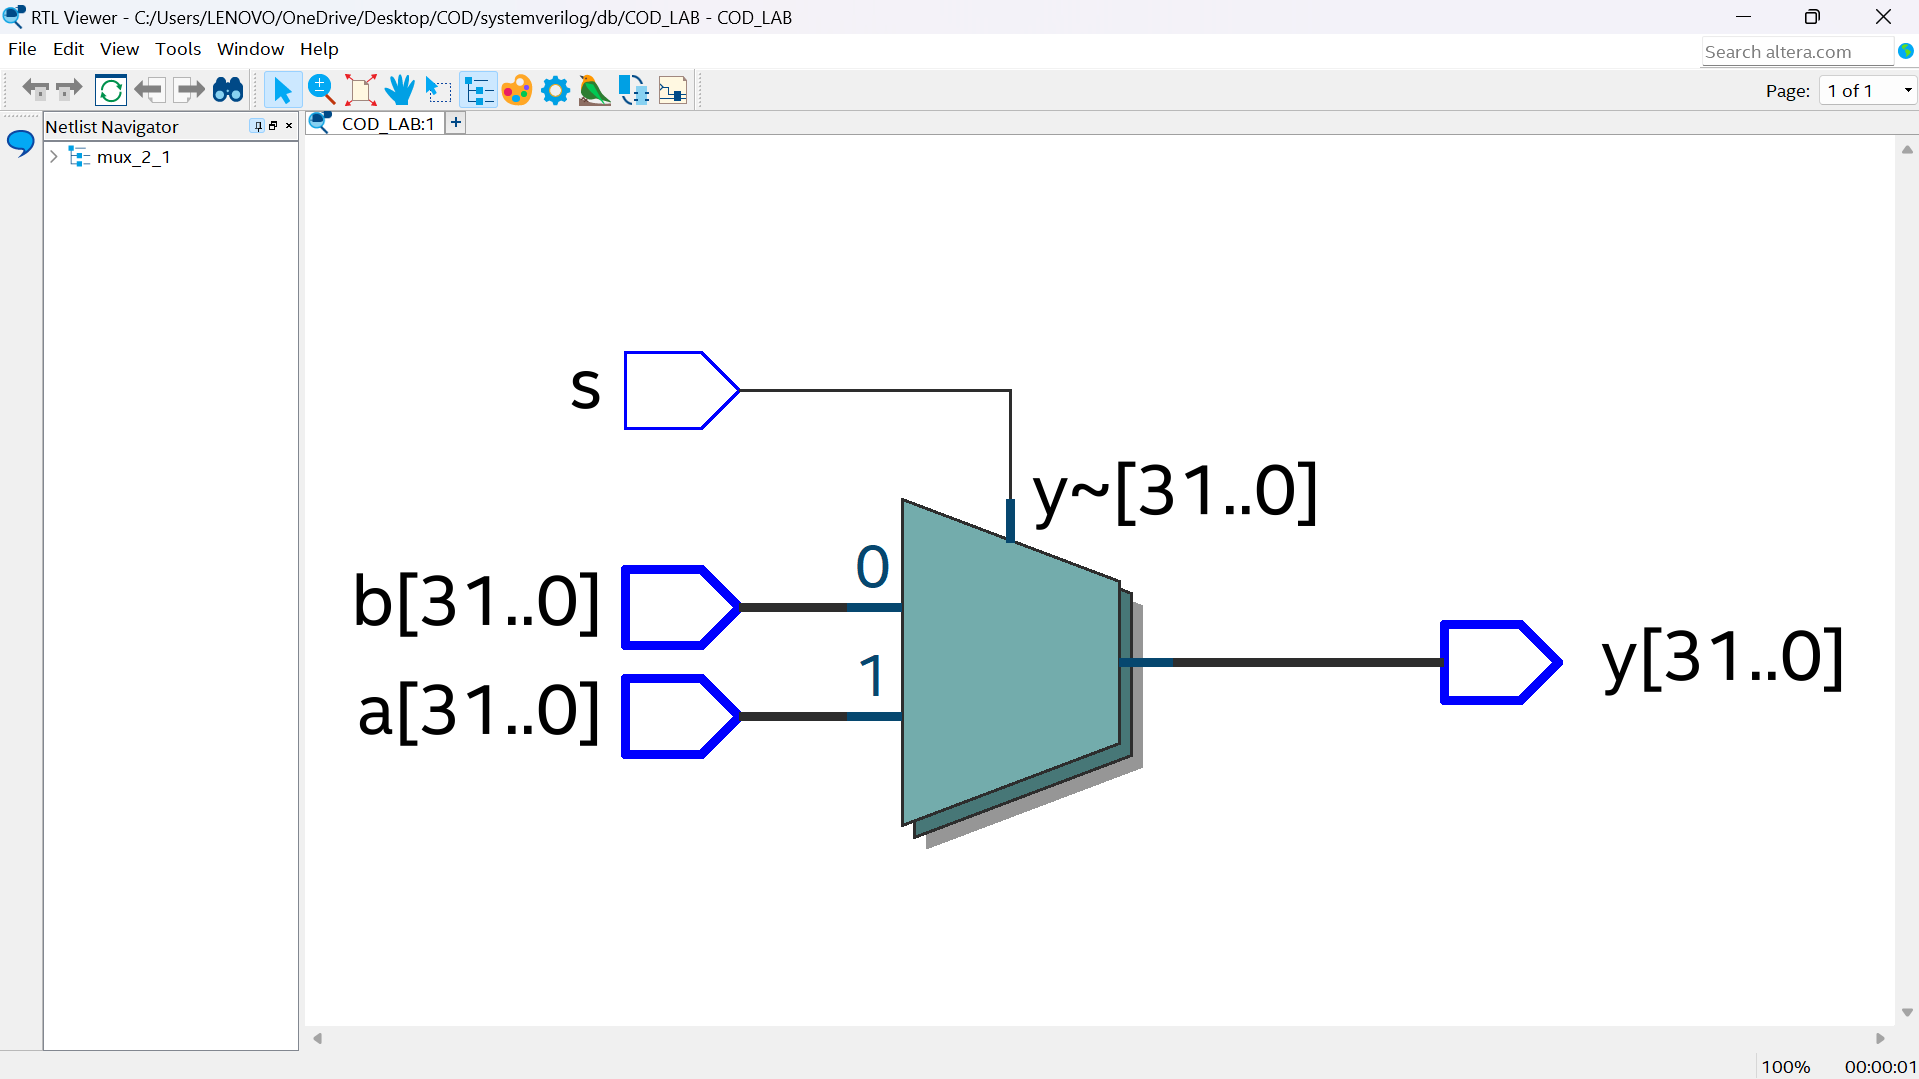 RTL Viewer - C:/Users/LENOVO/OneDrive/Desktop/COD/systemverilog/db/COD_LAB - COD_LAB
File Edit View Tools Window Help
Search altera.com
Page: 1 of 1
Netlist Navigator
COD_LAB:1 +
mux_2_1
s
y~[31..0]
0
b[31..0]
1
a[31..0]
y[31..0]
100% 00:00:01